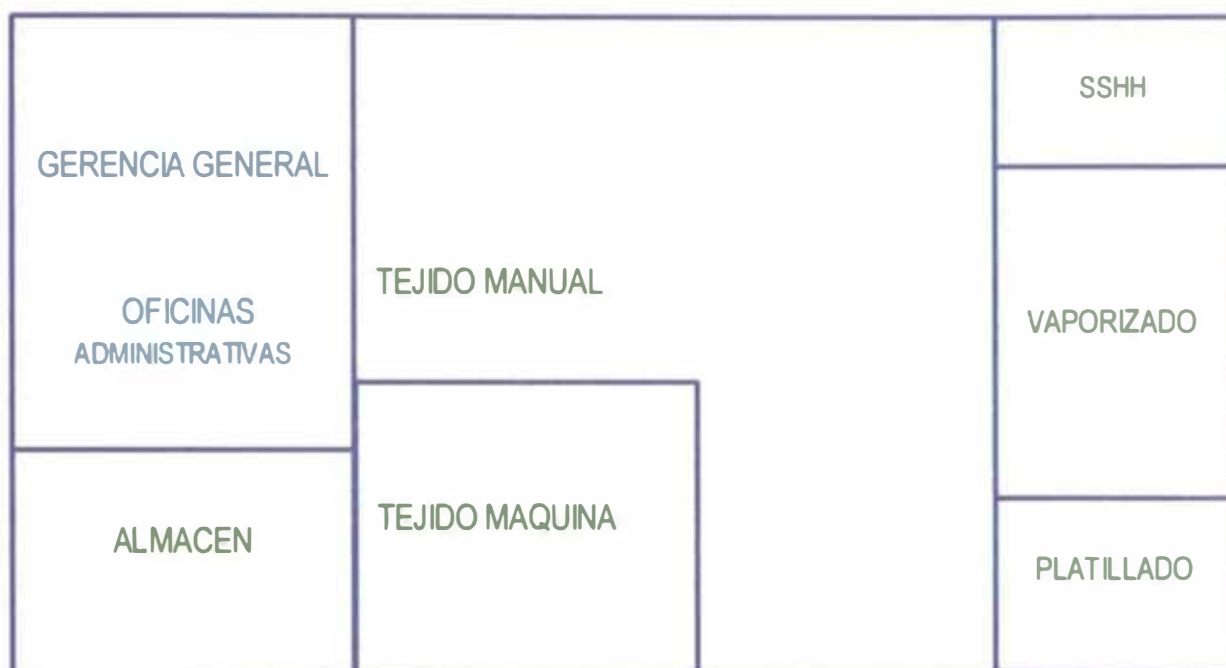 GERENCIA GENERAL
OFICINAS
ADMINISTRATIVAS
ALMACEN
TEJIDO MANUAL
TEJIDO MAQUINA
SSHH
VAPORIZADO
PLATILLADO